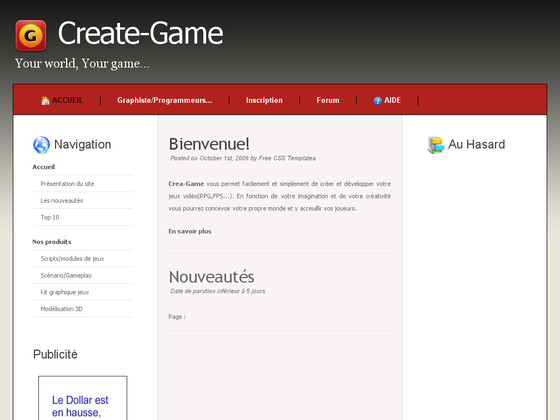 Create-Game
Your world, Your game...
ACCUEIL
Graphiste/Programmeurs...
Inscription
Forum
AIDE
Navigation
Accueil
Présentation du site
Les nouveautés
Top 10
Nos produits
Scripts/modules de jeux
Scénario/Gameplay
Kit graphique jeux
Modélisation 3D
Publicité
Le Dollar est
en hausse,
Bienvenue!
Posted on October 1st, 2009 by Free CSS Templates
Crea-Game vous permet facilement et simplement de créer et développer votre
jeux vidéo(RPG,FPS...). En fonction de votre imagination et de votre créativité
vous pourrez concevoir votre propre monde et y acceuillir vos joueurs.
En savoir plus
Nouveautés
Date de parution inférieur à 5 jours
Page :
Au Hasard